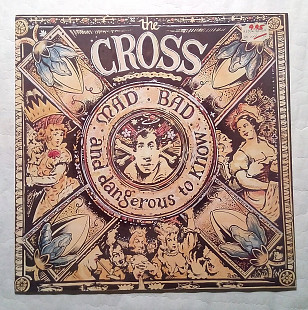 the
CROSS
MAD BAD
and dangerous to know